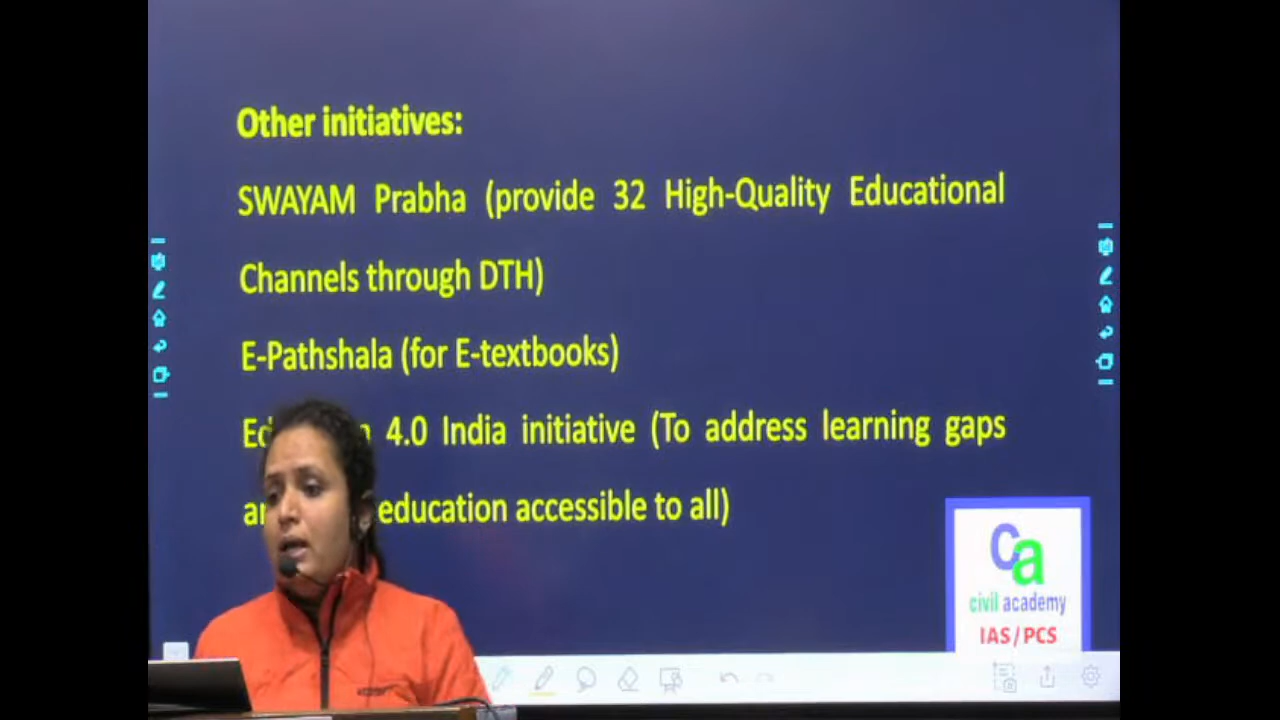 Other initiatives:
SWAYAM Prabha (provide 32 High-Quality Educational
Channels through DTH)
E-Pathshala (for E-textbooks)
4.0 India initiative (To address learning gaps
education accessible to all)
ca
civil academy
IAS/PCS